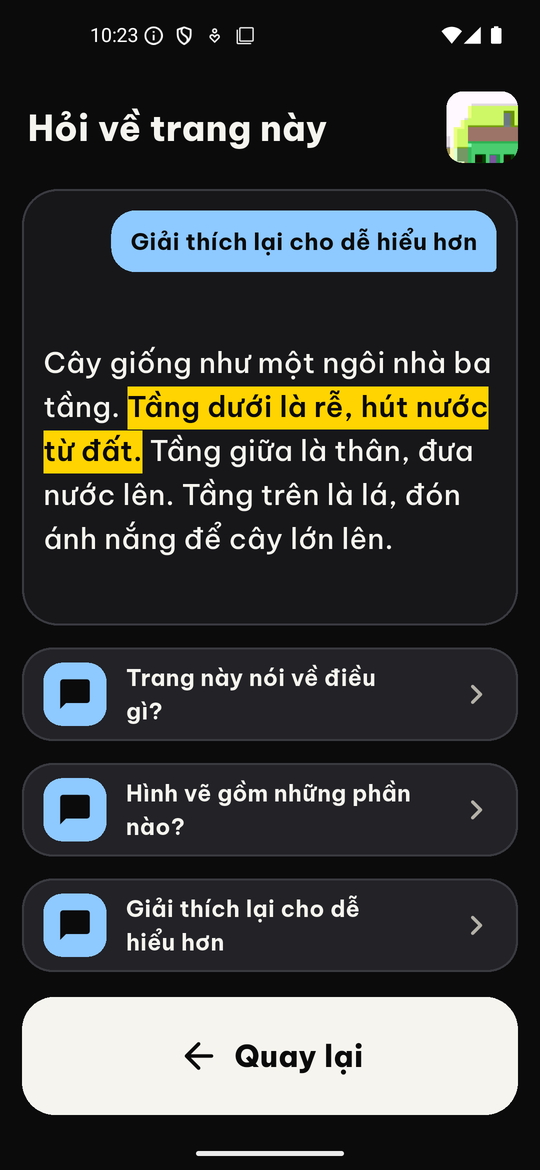 10:23
Hỏi về trang này
Giải thích lại cho dễ hiểu hơn
Cây giống như một ngôi nhà ba
tầng. Tầng dưới là rễ, hút nước
từ đất. Tầng giữa là thân, đưa
nước lên. Tầng trên là lá, đón
ánh nắng để cây lớn lên.
Trang này nói về điều
gì?
Hình vẽ gồm những phần
nào?
Giải thích lại cho dễ
hiểu hơn
Quay lại